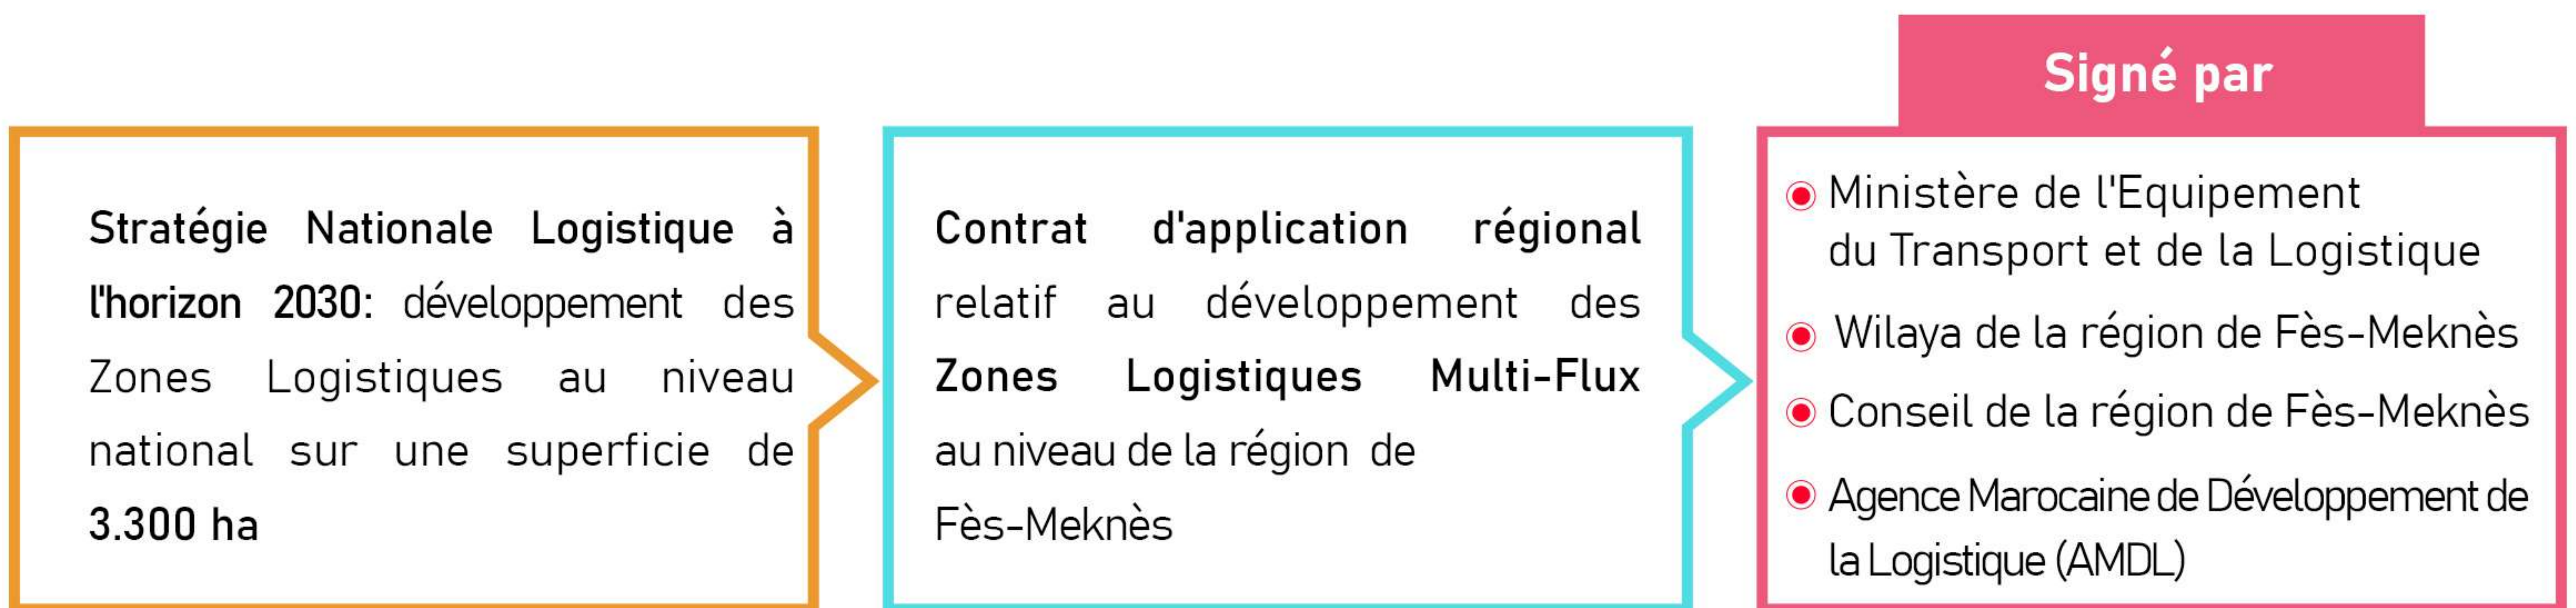 Stratégie Nationale Logistique à
l'horizon 2030: développement des
Zones Logistiques au niveau
national sur une superficie de
3.300 ha
Contrat d'application régional
relatif au développement des
Zones Logistiques Multi-Flux
au niveau de la région de
Fès-Meknès
Signé par
Ministère de l'Equipement
du Transport et de la Logistique
Wilaya de la région de Fès-Meknès
Conseil de la région de Fès-Meknès
Agence Marocaine de Développement de
la Logistique (AMDL)